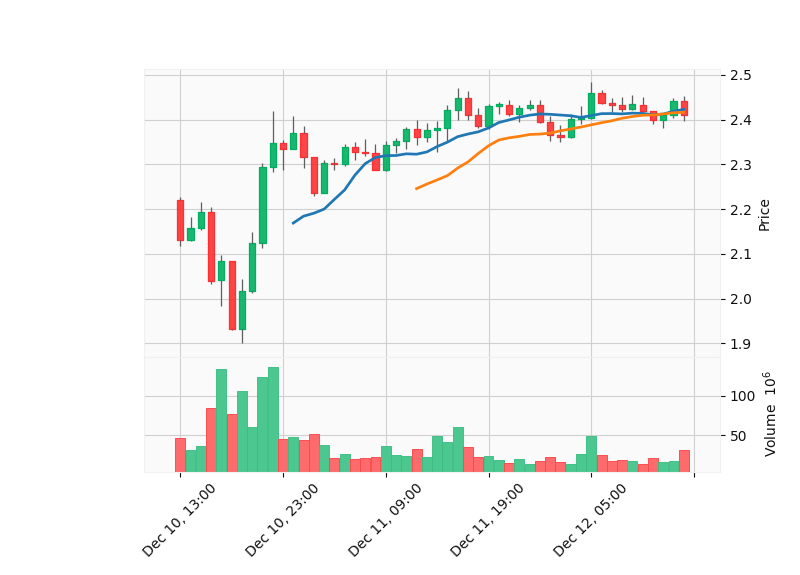 2.5
2.4
2.3
2.2
2.1
2.0
1.9
Price
100
50
Volume 10⁶
Dec 10, 13:00
Dec 10, 23:00
Dec 11, 09:00
Dec 11, 19:00
Dec 12, 05:00